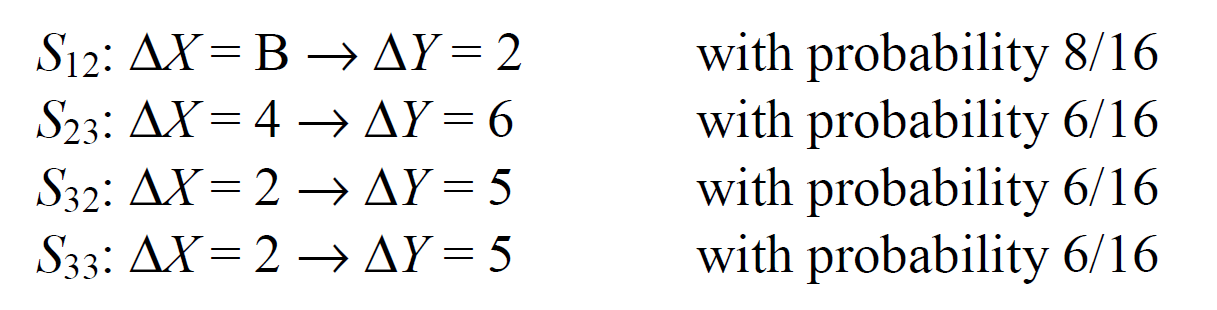 S₁₂: ΔX = B → ΔY = 2 with probability 8/16
S₂₃: ΔX = 4 → ΔY = 6 with probability 6/16
S₃₂: ΔX = 2 → ΔY = 5 with probability 6/16
S₃₃: ΔX = 2 → ΔY = 5 with probability 6/16